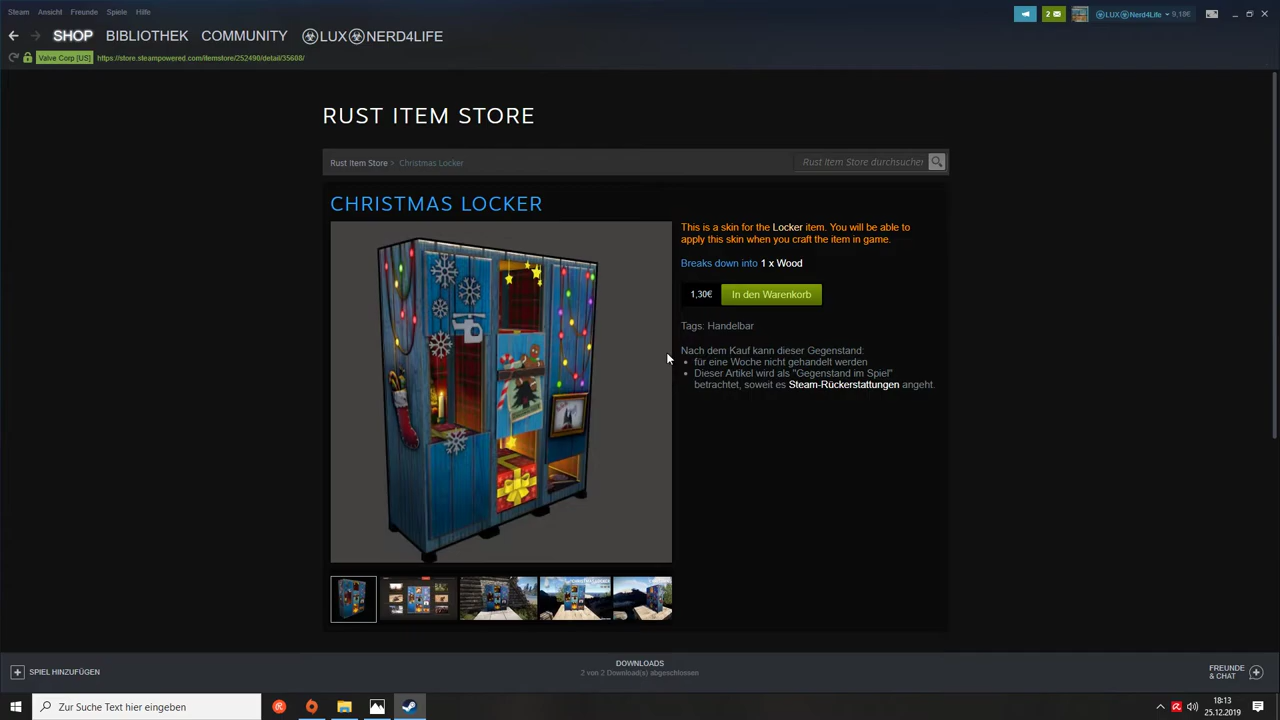 Steam Ansicht Freunde Spiele Hilfe
2 LUX Nerd4Life 9,18€
SHOP BIBLIOTHEK COMMUNITY LUX NERD4LIFE
Valve Corp [US] https://store.steampowered.com/itemstore/252490/detail/35608/
RUST ITEM STORE
Rust Item Store > Christmas Locker
Rust Item Store durchsuchen
CHRISTMAS LOCKER
This is a skin for the Locker item. You will be able to
apply this skin when you craft the item in game.
Breaks down into 1 x Wood
1,30€ In den Warenkorb
Tags: Handelbar
Nach dem Kauf kann dieser Gegenstand:
für eine Woche nicht gehandelt werden
Dieser Artikel wird als "Gegenstand im Spiel"
betrachtet, soweit es Steam-Rückerstattungen angeht.
SPIEL HINZUFÜGEN
DOWNLOADS
2 von 2 Download(s) abgeschlossen
FREUNDE
& CHAT
Zur Suche Text hier eingeben
18:13
25.12.2019